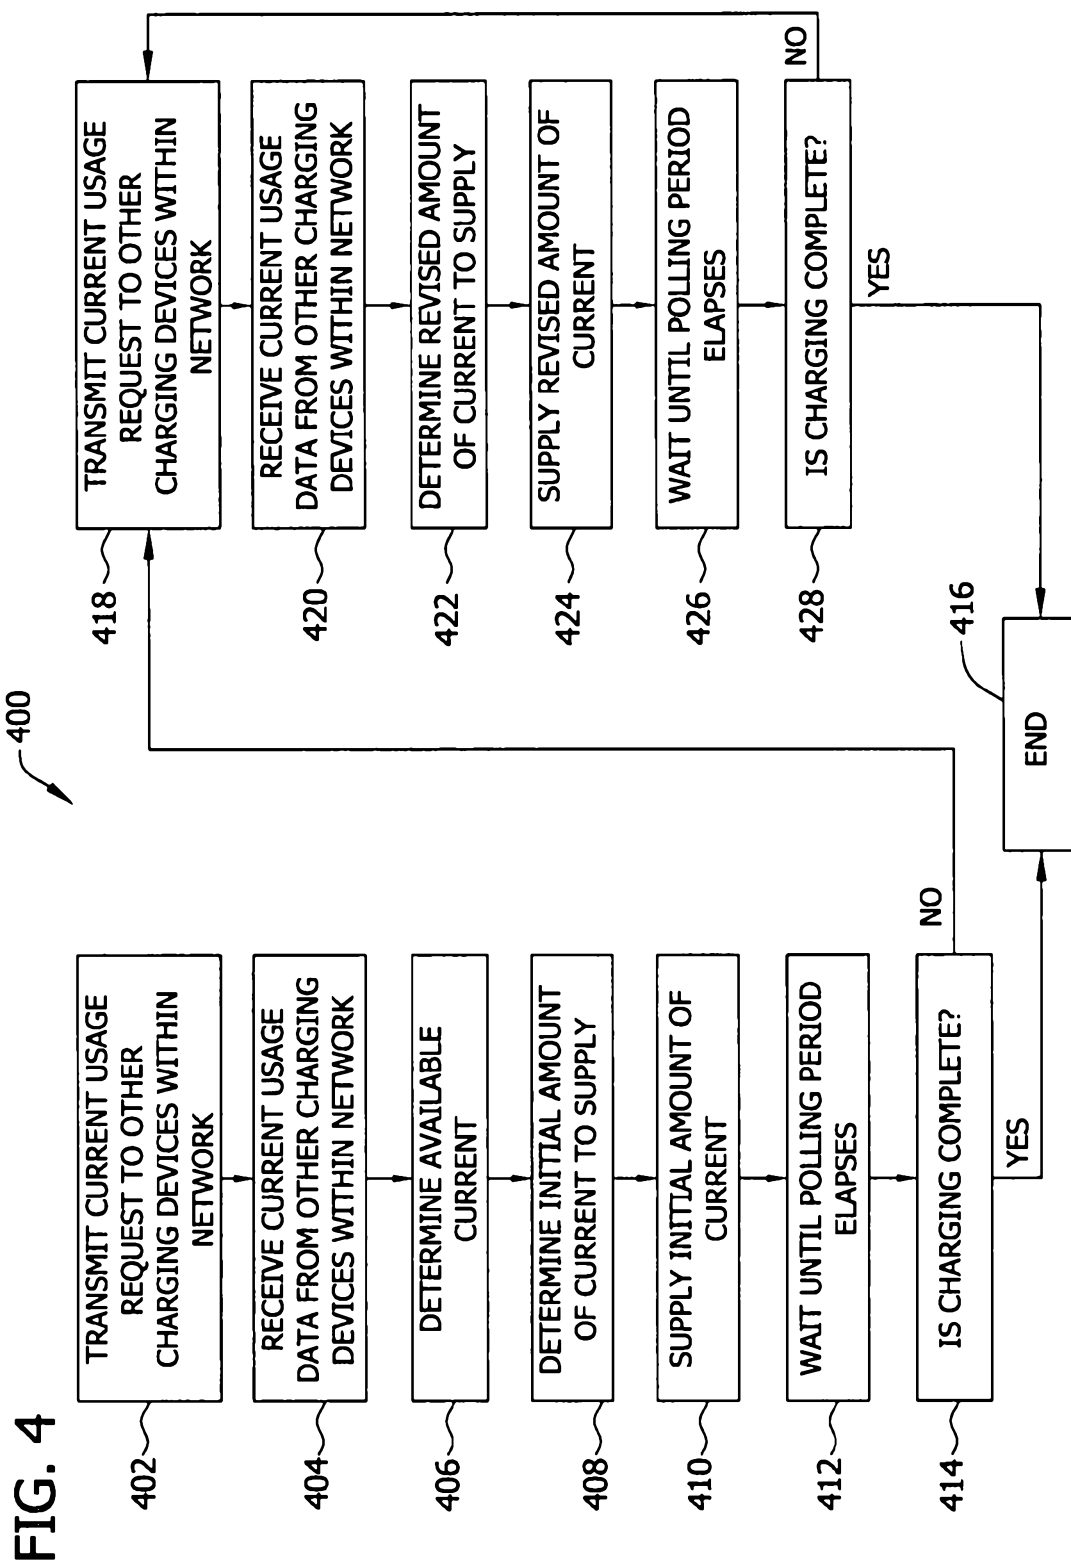 FIG. 4
400
402
TRANSMIT CURRENT USAGE
REQUEST TO OTHER
CHARGING DEVICES WITHIN
NETWORK
404
RECEIVE CURRENT USAGE
DATA FROM OTHER CHARGING
DEVICES WITHIN NETWORK
406
DETERMINE AVAILABLE
CURRENT
408
DETERMINE INITIAL AMOUNT
OF CURRENT TO SUPPLY
410
SUPPLY INITIAL AMOUNT OF
CURRENT
412
WAIT UNTIL POLLING PERIOD
ELAPSES
414
IS CHARGING COMPLETE?
NO
YES
418
TRANSMIT CURRENT USAGE
REQUEST TO OTHER
CHARGING DEVICES WITHIN
NETWORK
420
RECEIVE CURRENT USAGE
DATA FROM OTHER CHARGING
DEVICES WITHIN NETWORK
422
DETERMINE REVISED AMOUNT
OF CURRENT TO SUPPLY
424
SUPPLY REVISED AMOUNT OF
CURRENT
426
WAIT UNTIL POLLING PERIOD
ELAPSES
428
IS CHARGING COMPLETE?
NO
YES
416
END